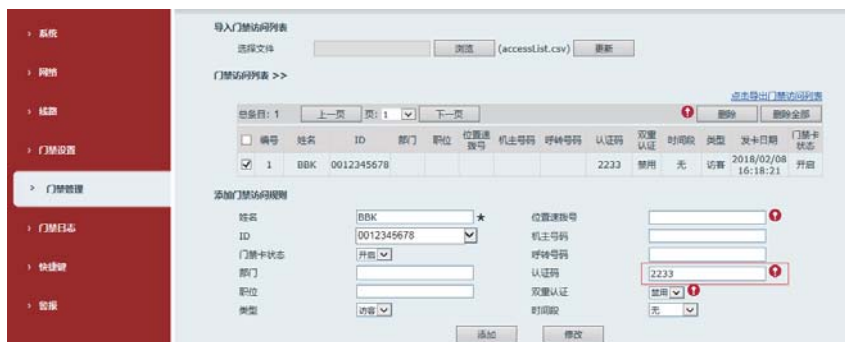 系统
网络
线路
门禁设置
门禁管理
门禁日志
快捷键
警报
导入门禁访问列表
选择文件 浏览 (accessList.csv) 更新
门禁访问列表 >>
点击导出门禁访问列表
总条目: 1 上一页 页: 1 下一页 删除 删除全部
编号 姓名 ID 部门 职位 位置速拨号 机主号码 呼转号码 认证码 双重认证 时间段 类型 发卡日期 门禁卡状态
1 BBK 0012345678 2233 禁用 无 访客 2018/02/08 16:18:21 开启
添加门禁访问规则
姓名 BBK ★ 位置速拨号
ID 0012345678 机主号码
门禁卡状态 开启 呼转号码
部门 认证码 2233
职位 双重认证 禁用
类型 访客 时间段 无
添加 修改